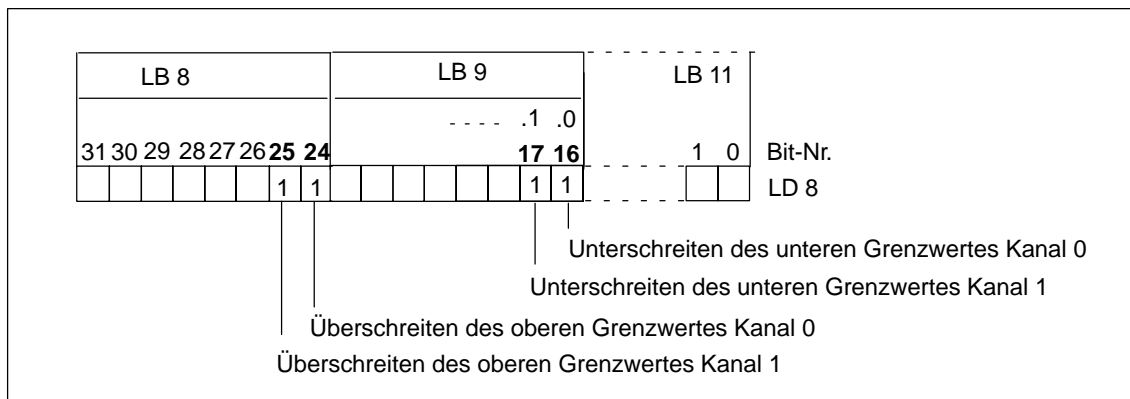 LB 8 LB 9 LB 11
.1 .0
31 30 29 28 27 26 25 24 17 16 1 0 Bit-Nr.
1 1 1 1 LD 8
Unterschreiten des unteren Grenzwertes Kanal 0
Unterschreiten des unteren Grenzwertes Kanal 1
Überschreiten des oberen Grenzwertes Kanal 0
Überschreiten des oberen Grenzwertes Kanal 1